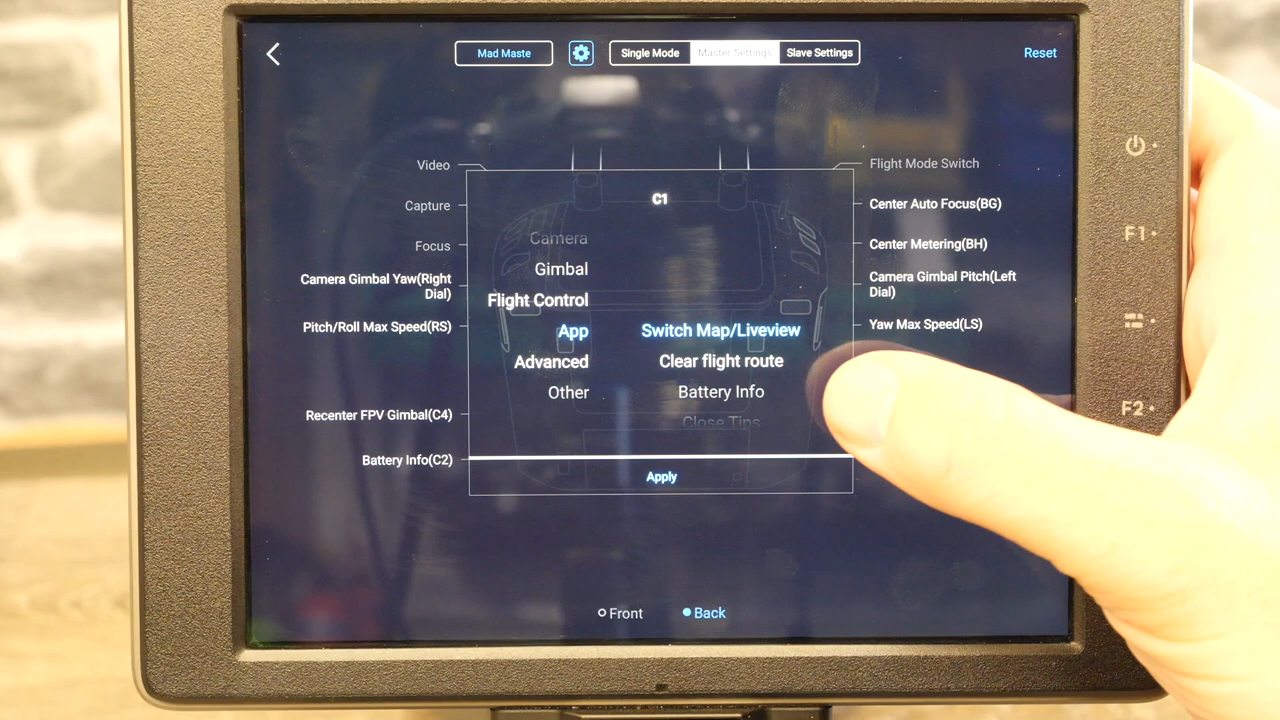 Mad Maste
Single Mode
Master Settings
Slave Settings
Reset
Video
Flight Mode Switch
C1
Capture
Center Auto Focus(BG)
Camera
Focus
Center Metering(BH)
F1
Gimbal
Camera Gimbal Yaw(Right
Dial)
Camera Gimbal Pitch(Left
Dial)
Flight Control
Pitch/Roll Max Speed(RS)
App
Switch Map/Liveview
Yaw Max Speed(LS)
Advanced
Clear flight route
Other
Battery Info
F2
Recenter FPV Gimbal(C4)
Close Tips
Battery Info(C2)
Apply
Front
Back